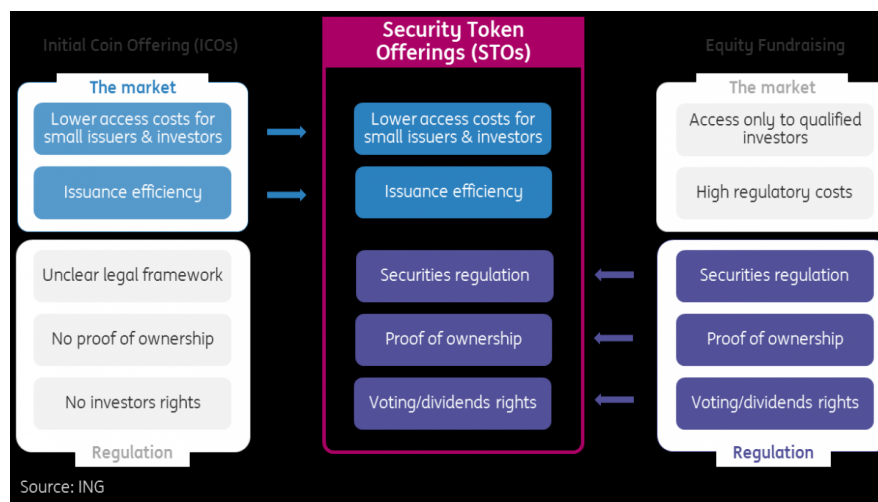 Initial Coin Offering (ICOs)
The market
Lower access costs for
small issuers & investors
Issuance efficiency
Unclear legal framework
No proof of ownership
No investors rights
Regulation
Security Token
Offerings (STOs)
Lower access costs for
small issuers & investors
Issuance efficiency
Securities regulation
Proof of ownership
Voting/dividends rights
Equity Fundraising
The market
Access only to qualified
investors
High regulatory costs
Securities regulation
Proof of ownership
Voting/dividends rights
Regulation
Source: ING